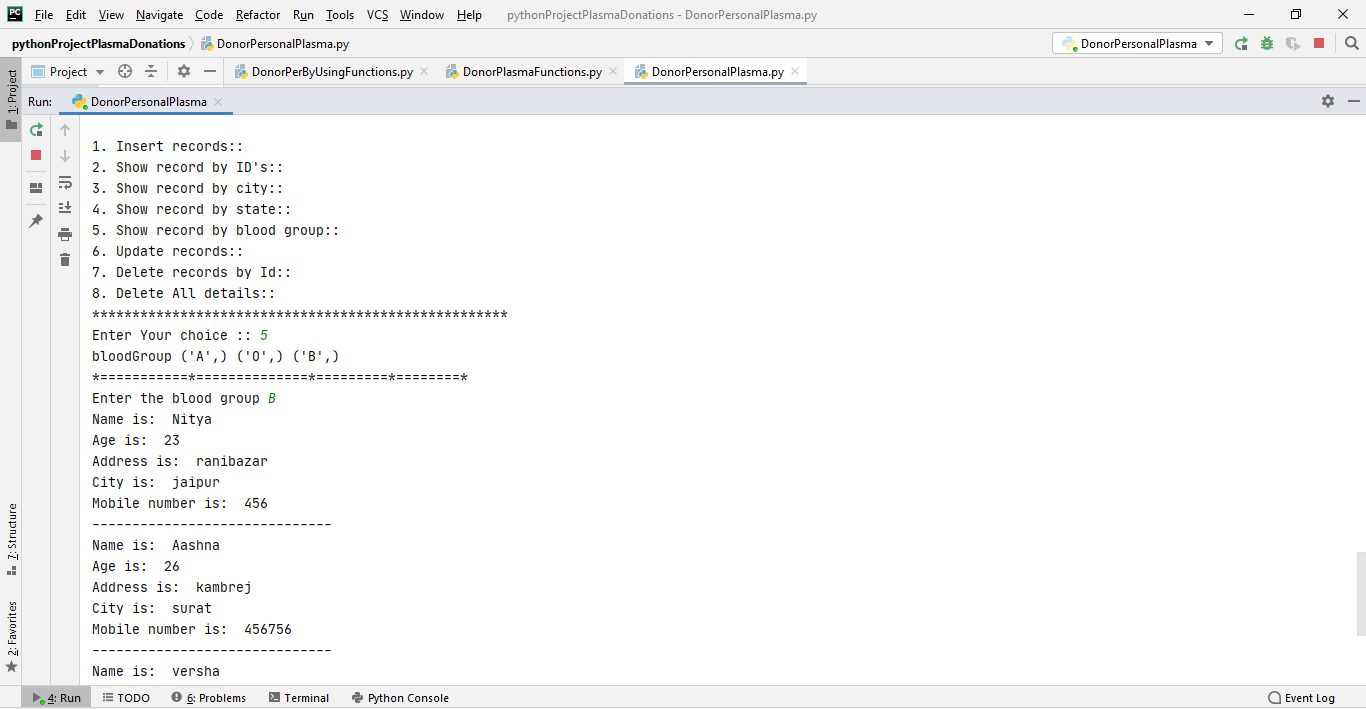 PC File Edit View Navigate Code Refactor Run Tools VCS Window Help pythonProjectPlasmaDonations - DonorPersonalPlasma.py
pythonProjectPlasmaDonations DonorPersonalPlasma.py DonorPersonalPlasma
1: Project
Project DonorPerByUsingFunctions.py DonorPlasmaFunctions.py DonorPersonalPlasma.py
Run: DonorPersonalPlasma
1. Insert records::
2. Show record by ID's::
3. Show record by city::
4. Show record by state::
5. Show record by blood group::
6. Update records::
7. Delete records by Id::
8. Delete All details::
****************************************************
Enter Your choice :: 5
bloodGroup ('A',) ('O',) ('B',)
*===========*==============*=========*========*
Enter the blood group B
Name is:  Nitya
Age is:  23
Address is:  ranibazar
City is:  jaipur
Mobile number is:  456
------------------------------
Name is:  Aashna
Age is:  26
Address is:  kambrej
City is:  surat
Mobile number is:  456756
------------------------------
Name is:  versha
7: Structure
2: Favorites
4: Run TODO 6: Problems Terminal Python Console Event Log